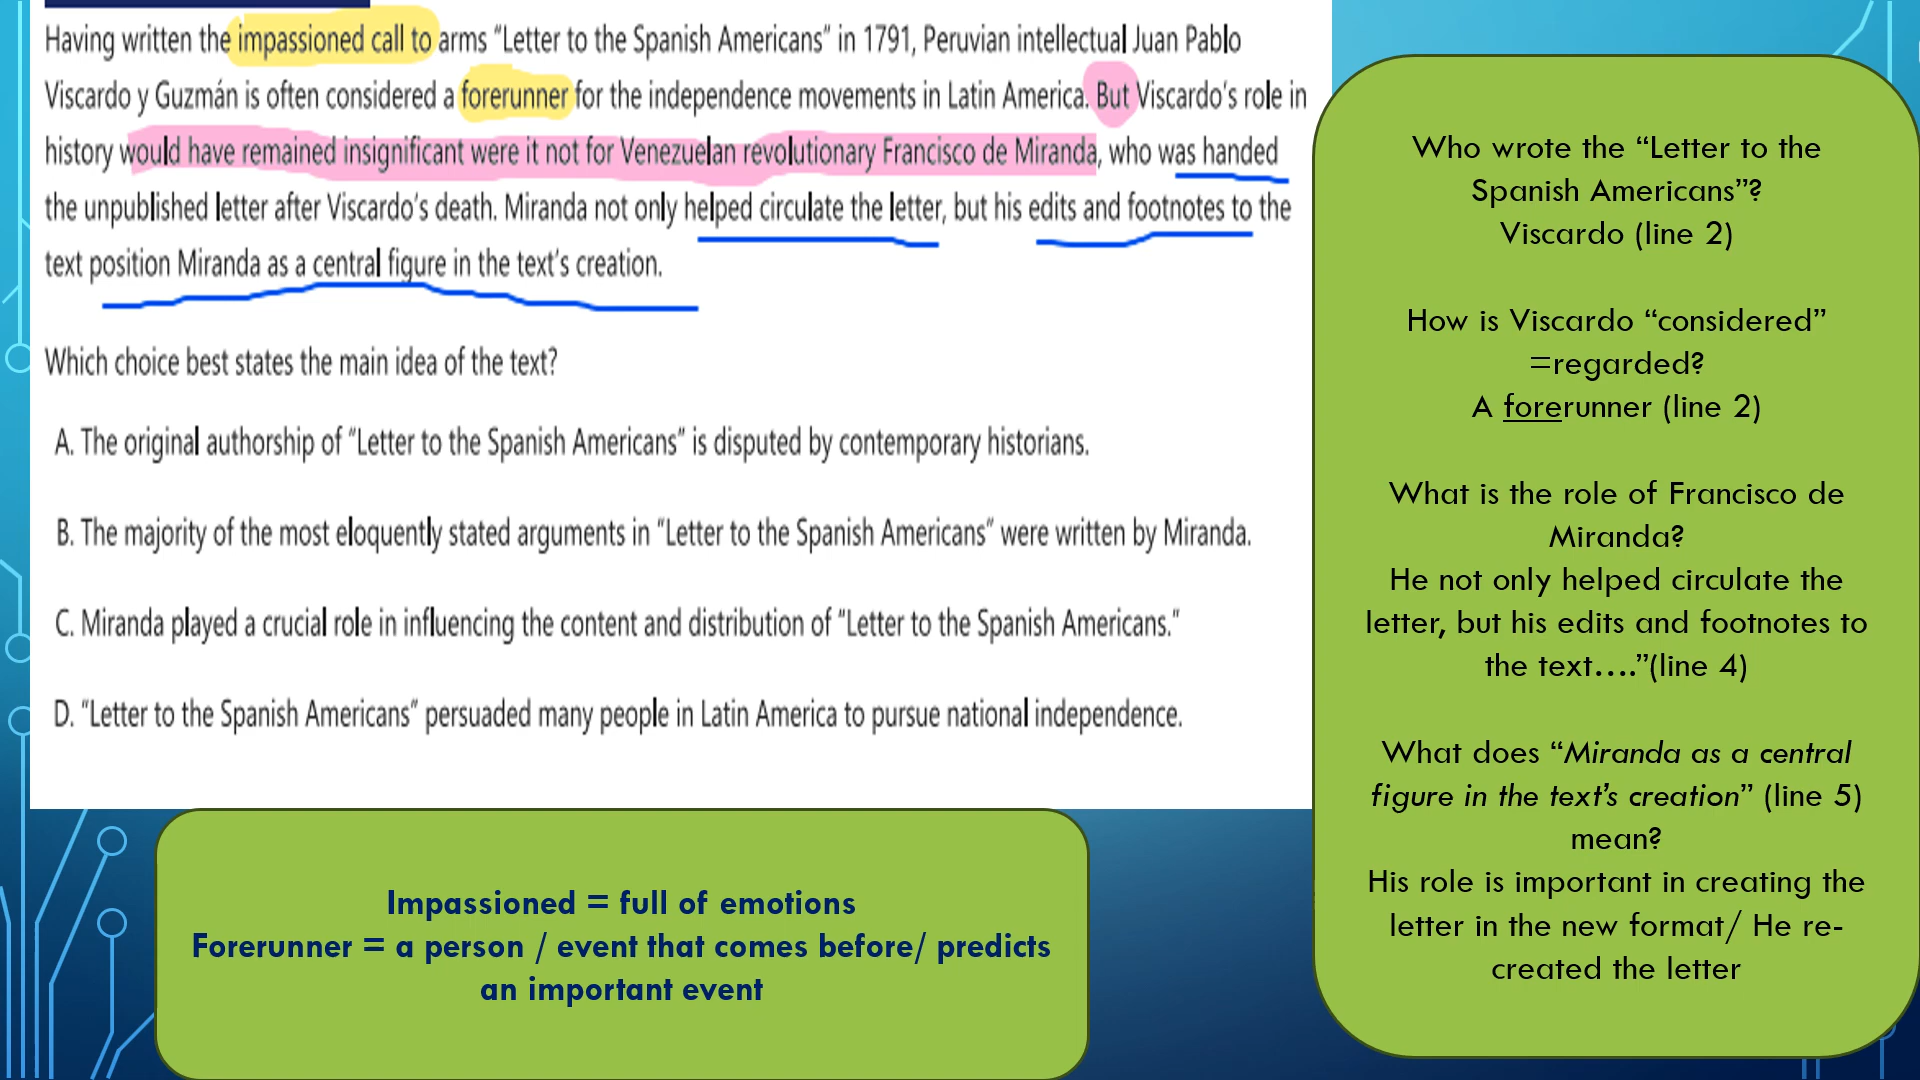 Having written the impassioned call to arms “Letter to the Spanish Americans” in 1791, Peruvian intellectual Juan Pablo
Viscardo y Guzmán is often considered a forerunner for the independence movements in Latin America. But Viscardo’s role in
history would have remained insignificant were it not for Venezuelan revolutionary Francisco de Miranda, who was handed
the unpublished letter after Viscardo’s death. Miranda not only helped circulate the letter, but his edits and footnotes to the
text position Miranda as a central figure in the text’s creation.
Which choice best states the main idea of the text?
A. The original authorship of “Letter to the Spanish Americans” is disputed by contemporary historians.
B. The majority of the most eloquently stated arguments in “Letter to the Spanish Americans” were written by Miranda.
C. Miranda played a crucial role in influencing the content and distribution of “Letter to the Spanish Americans.”
D. “Letter to the Spanish Americans” persuaded many people in Latin America to pursue national independence.
Impassioned = full of emotions
Forerunner = a person / event that comes before/ predicts
an important event
Who wrote the “Letter to the
Spanish Americans”?
Viscardo (line 2)
How is Viscardo “considered”
=regarded?
A forerunner (line 2)
What is the role of Francisco de
Miranda?
He not only helped circulate the
letter, but his edits and footnotes to
the text….”(line 4)
What does “Miranda as a central
figure in the text’s creation” (line 5)
mean?
His role is important in creating the
letter in the new format/ He re-
created the letter